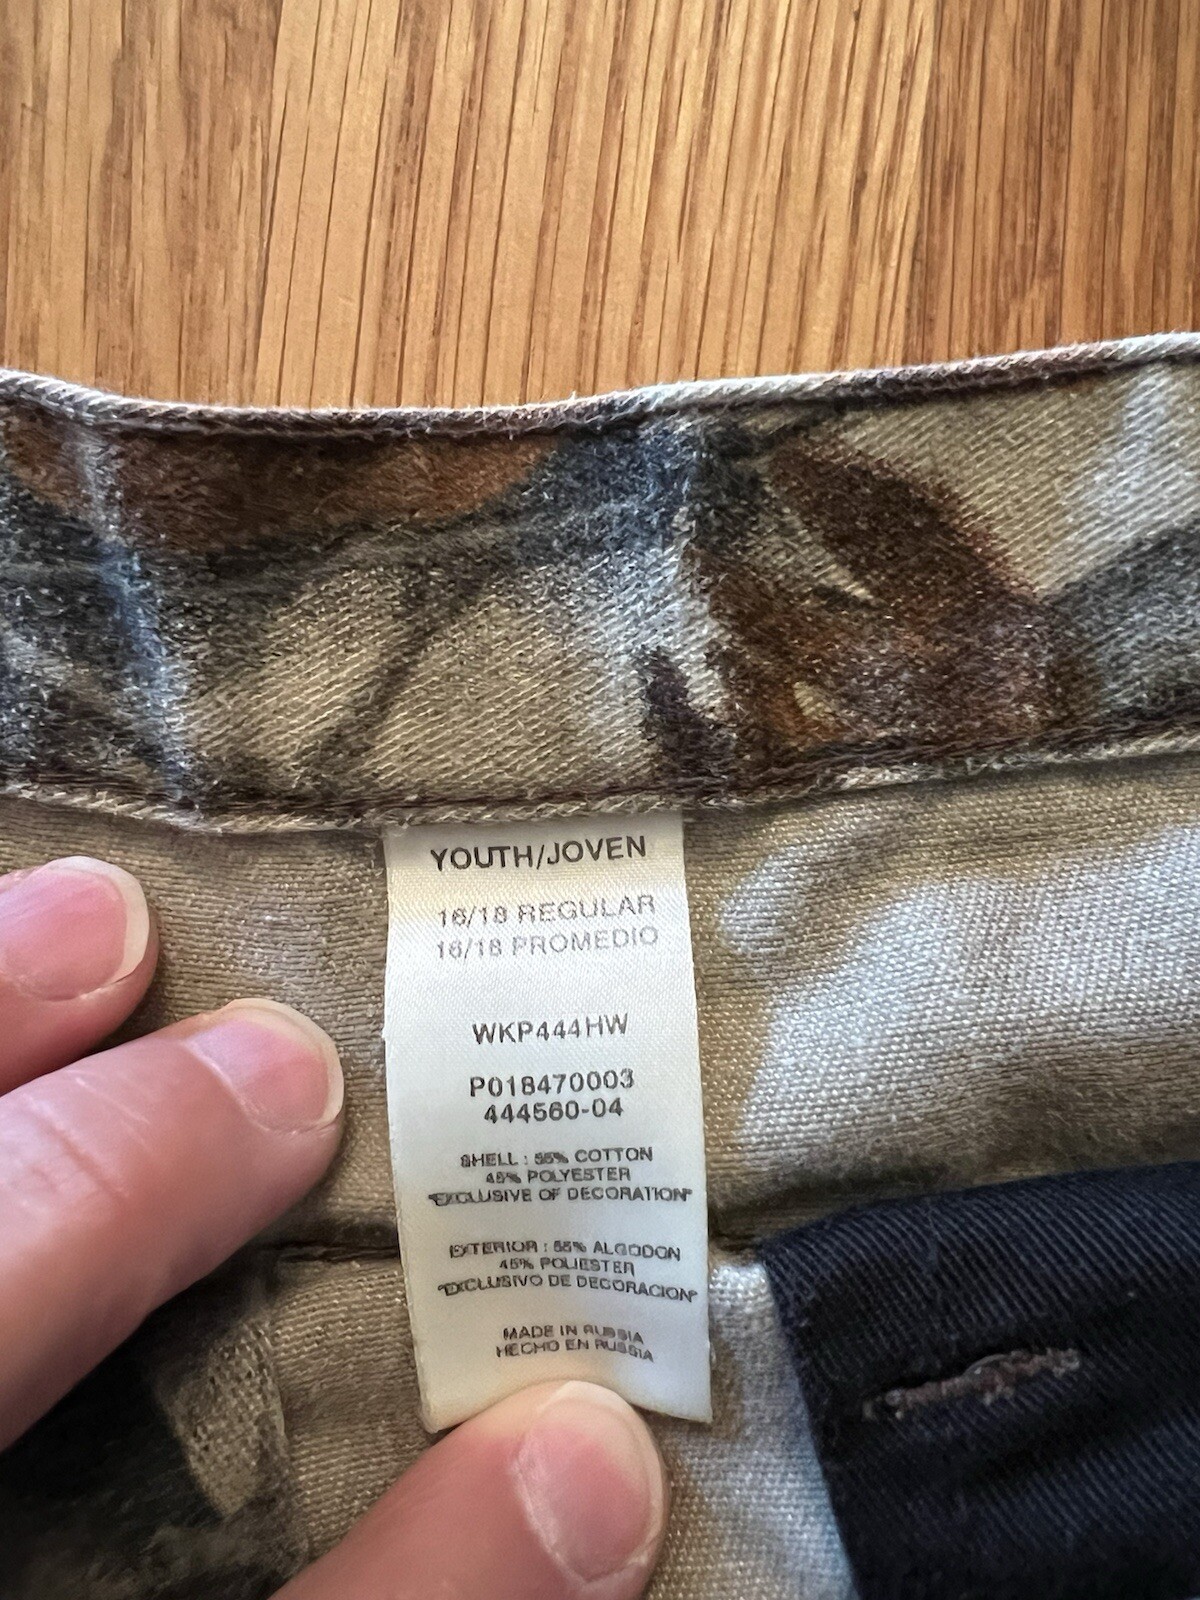 YOUTH/JOVEN
16/18 REGULAR
16/18 PROMEDIO
WKP444HW
P018470003
444560-04
SHELL : 55% COTTON
45% POLYESTER
*EXCLUSIVE OF DECORATION*
EXTERIOR : 55% ALGODON
45% POLIESTER
*EXCLUSIVO DE DECORACION*
MADE IN RUSSIA
HECHO EN RUSSIA